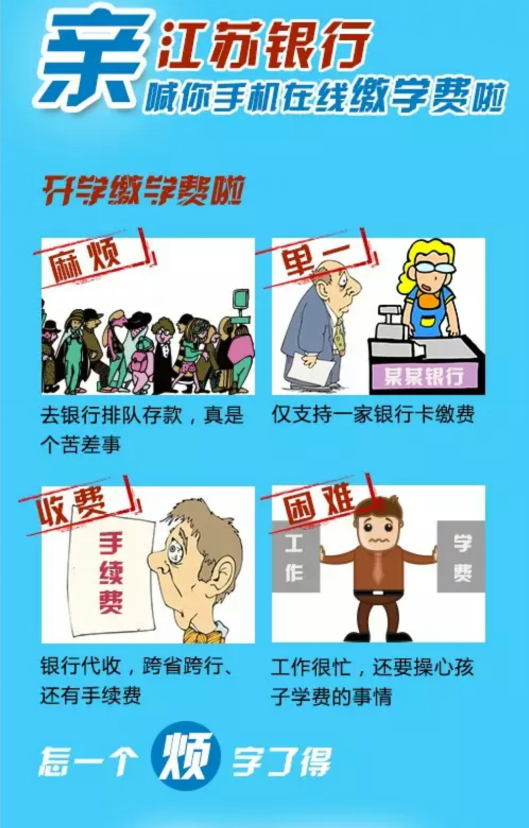 亲
江苏银行
喊你手机在线缴学费啦
开学缴学费啦
麻烦
单一
某某银行
去银行排队存款，真是
个苦差事
仅支持一家银行卡缴费
收费
手续费
困难
工作
学费
银行代收，跨省跨行、
还有手续费
工作很忙，还要操心孩
子学费的事情
怎一个烦字了得